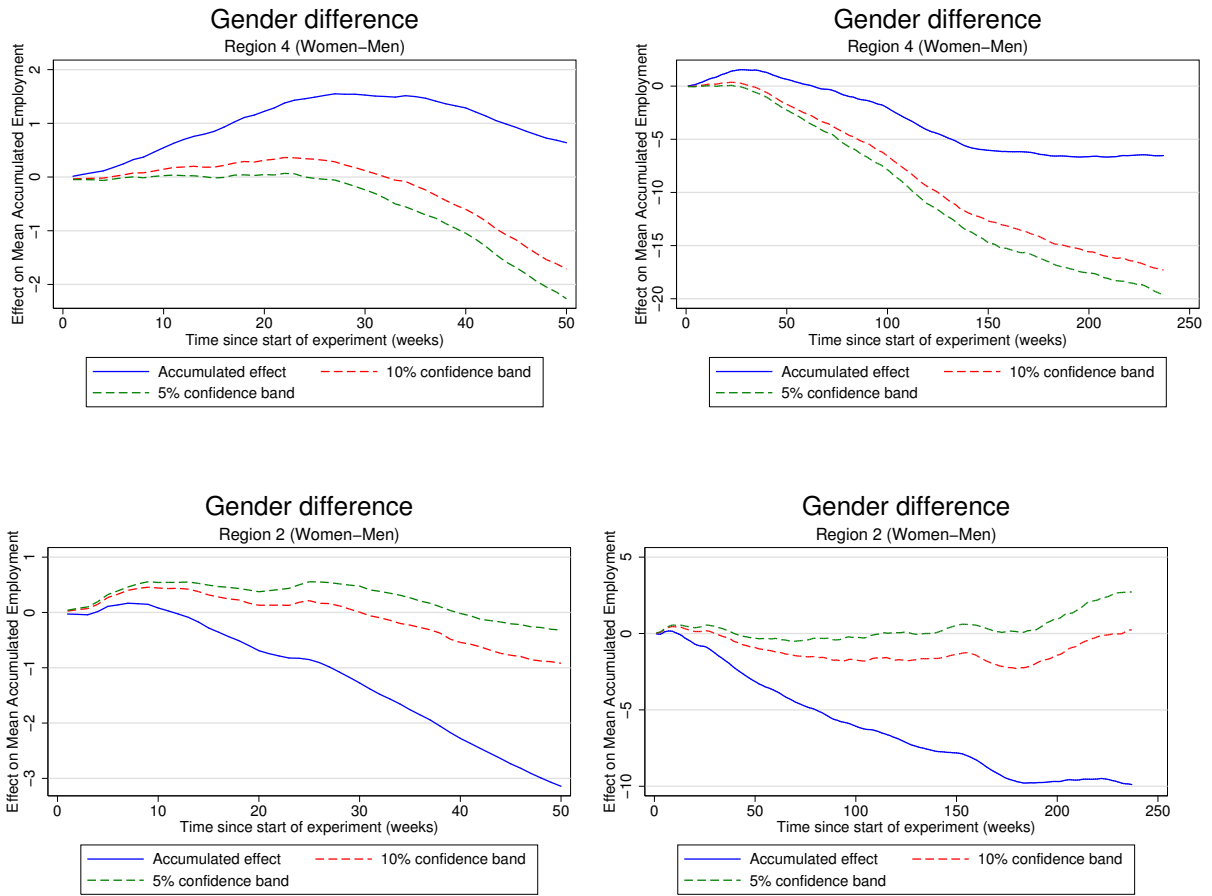 Gender difference
Region 4 (Women−Men)
Effect on Mean Accumulated Employment
2
1
0
−1
−2
0 10 20 30 40 50
Time since start of experiment (weeks)
Accumulated effect 10% confidence band
5% confidence band
Gender difference
Region 4 (Women−Men)
Effect on Mean Accumulated Employment
0
−5
−10
−15
−20
0 50 100 150 200 250
Time since start of experiment (weeks)
Accumulated effect 10% confidence band
5% confidence band
Gender difference
Region 2 (Women−Men)
Effect on Mean Accumulated Employment
1
0
−1
−2
−3
0 10 20 30 40 50
Time since start of experiment (weeks)
Accumulated effect 10% confidence band
5% confidence band
Gender difference
Region 2 (Women−Men)
Effect on Mean Accumulated Employment
5
0
−5
−10
0 50 100 150 200 250
Time since start of experiment (weeks)
Accumulated effect 10% confidence band
5% confidence band